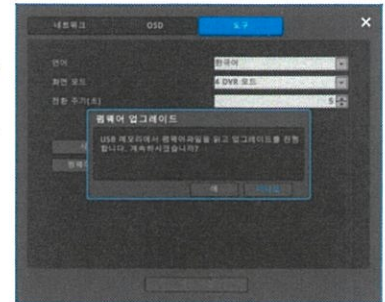 네트워크 OSD 도구
언어 한국어
화면 모드 4 DVR 모드
전환 주기(초) 5
펌웨어 업그레이드
USB 메모리에서 펌웨어파일을 읽고 업그레이드를 진행
합니다. 계속하시겠습니까?
예 아니오